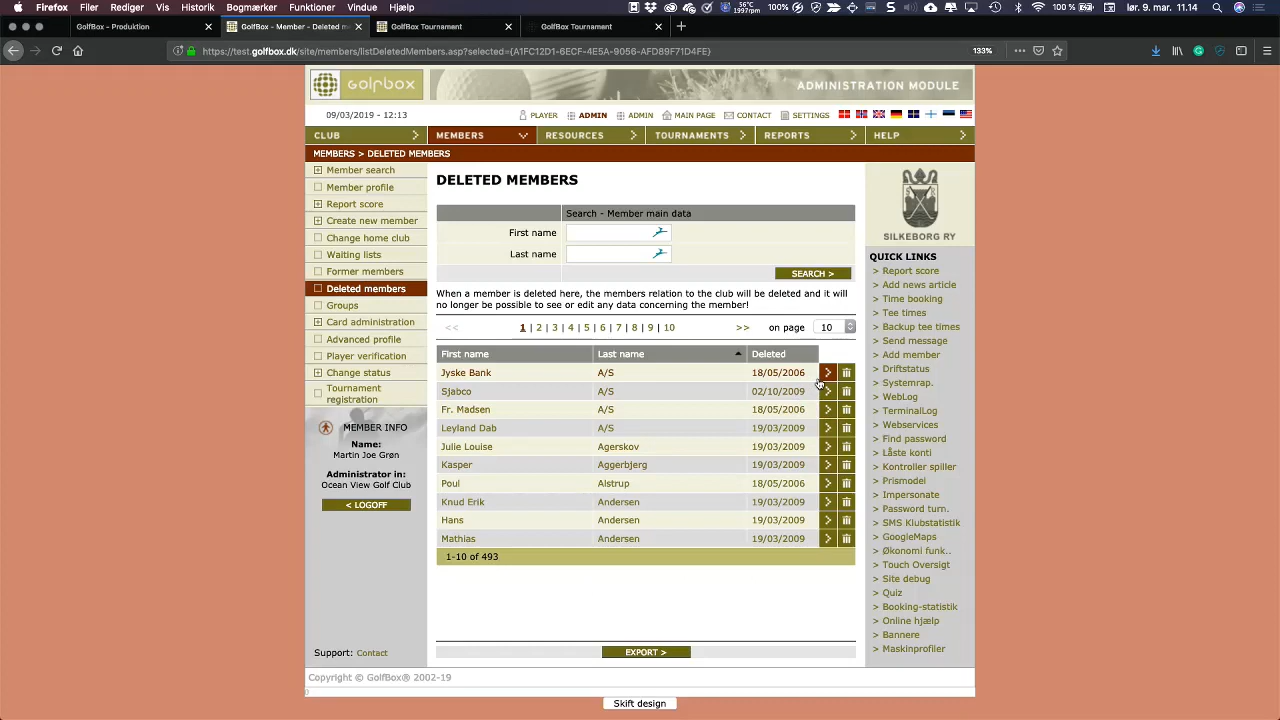 Firefox Arkiv Rediger Vis Historik Bogmærker Værktøjer Vindue Hjælp 55°C 1997rpm 100 % lør. 9. mar. 11.14
GolfBox - Produktion × GolfBox - Member - Deleted m × GolfBox Tournament × GolfBox Tournament × +
https://test.golfbox.dk/site/members/listDeletedMembers.asp?selected={A1FC12D1-6ECF-4E5A-9056-AFD89F71D4FE} 133%
GOLFBOX ADMINISTRATION MODULE
09/03/2019 - 12:13 PLAYER ADMIN ADMIN MAIN PAGE CONTACT SETTINGS
CLUB MEMBERS RESOURCES TOURNAMENTS REPORTS HELP
MEMBERS > DELETED MEMBERS
Member search
Member profile
Report score
Create new member
Change home club
Waiting lists
Former members
Deleted members
Groups
Card administration
Advanced profile
Player verification
Change status
Tournament
registration
MEMBER INFO
Name:
Martin Joe Grøn
Administrator in:
Ocean View Golf Club
< LOGOFF
Support: Contact
DELETED MEMBERS
Search - Member main data
First name
Last name
SEARCH >
When a member is deleted here, the members relation to the club will be deleted and it will
no longer be possible to see or edit any data concerning the member!
<< 1 | 2 | 3 | 4 | 5 | 6 | 7 | 8 | 9 | 10 >> on page 10
First name Last name Deleted
Jyske Bank A/S 18/05/2006
Sjabco A/S 02/10/2009
Fr. Madsen A/S 18/05/2006
Leyland Dab A/S 19/03/2009
Julie Louise Agerskov 19/03/2009
Kasper Aggerbjerg 19/03/2009
Poul Alstrup 18/05/2006
Knud Erik Andersen 19/03/2009
Hans Andersen 19/03/2009
Mathias Andersen 19/03/2009
1-10 of 493
EXPORT >
SILKEBORG RY
QUICK LINKS
> Report score
> Add news article
> Time booking
> Tee times
> Backup tee times
> Send message
> Add member
> Driftstatus
> Systemrap.
> WebLog
> TerminalLog
> Webservices
> Find password
> Låste konti
> Kontroller spiller
> Prismodel
> Impersonate
> Password turn.
> SMS Klubstatistik
> GoogleMaps
> Økonomi funk..
> Touch Oversigt
> Site debug
> Quiz
> Booking-statistik
> Online hjælp
> Bannere
> Maskinprofiler
Copyright © GolfBox® 2002-19
0
Skift design